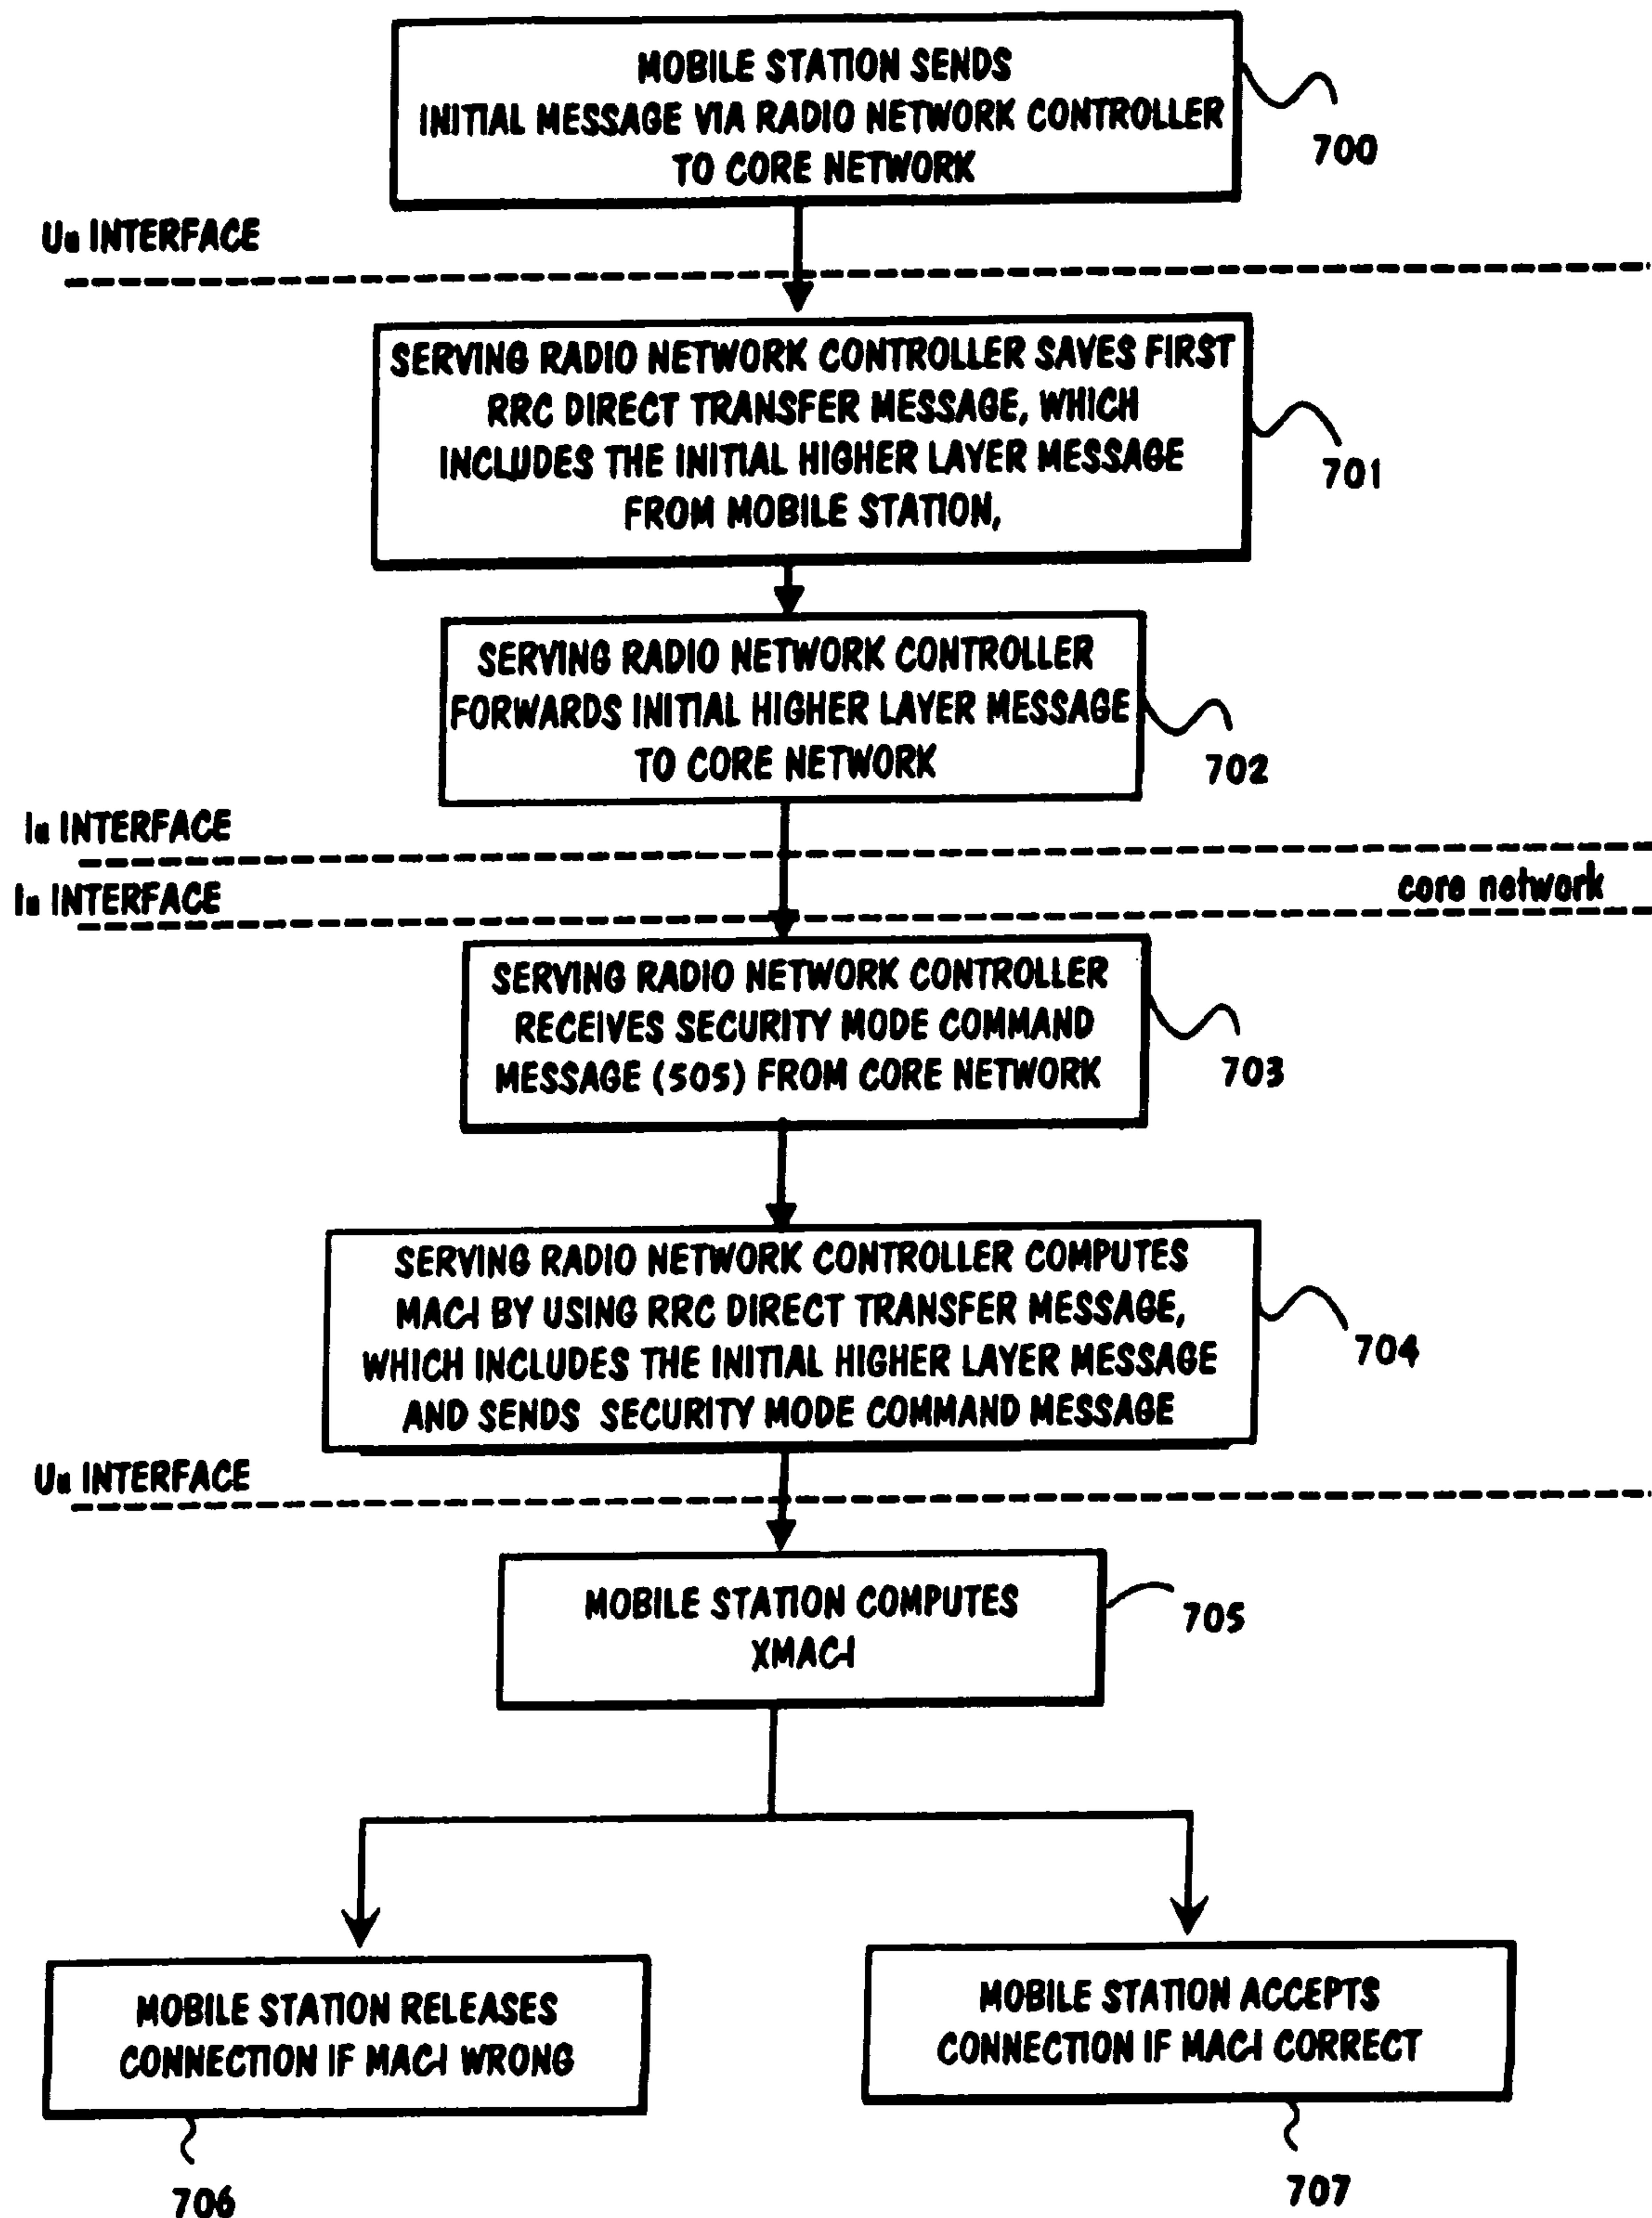 MOBILE STATION SENDS
INITIAL MESSAGE VIA RADIO NETWORK CONTROLLER
TO CORE NETWORK
700
Uu INTERFACE
SERVING RADIO NETWORK CONTROLLER SAVES FIRST
RRC DIRECT TRANSFER MESSAGE, WHICH
INCLUDES THE INITIAL HIGHER LAYER MESSAGE
FROM MOBILE STATION,
701
SERVING RADIO NETWORK CONTROLLER
FORWARDS INITIAL HIGHER LAYER MESSAGE
TO CORE NETWORK
702
Iu INTERFACE
core network
Iu INTERFACE
SERVING RADIO NETWORK CONTROLLER
RECEIVES SECURITY MODE COMMAND
MESSAGE (505) FROM CORE NETWORK
703
SERVING RADIO NETWORK CONTROLLER COMPUTES
MAC-I BY USING RRC DIRECT TRANSFER MESSAGE,
WHICH INCLUDES THE INITIAL HIGHER LAYER MESSAGE
AND SENDS SECURITY MODE COMMAND MESSAGE
704
Uu INTERFACE
MOBILE STATION COMPUTES
XMAC-I
705
MOBILE STATION RELEASES
CONNECTION IF MAC-I WRONG
706
MOBILE STATION ACCEPTS
CONNECTION IF MAC-I CORRECT
707